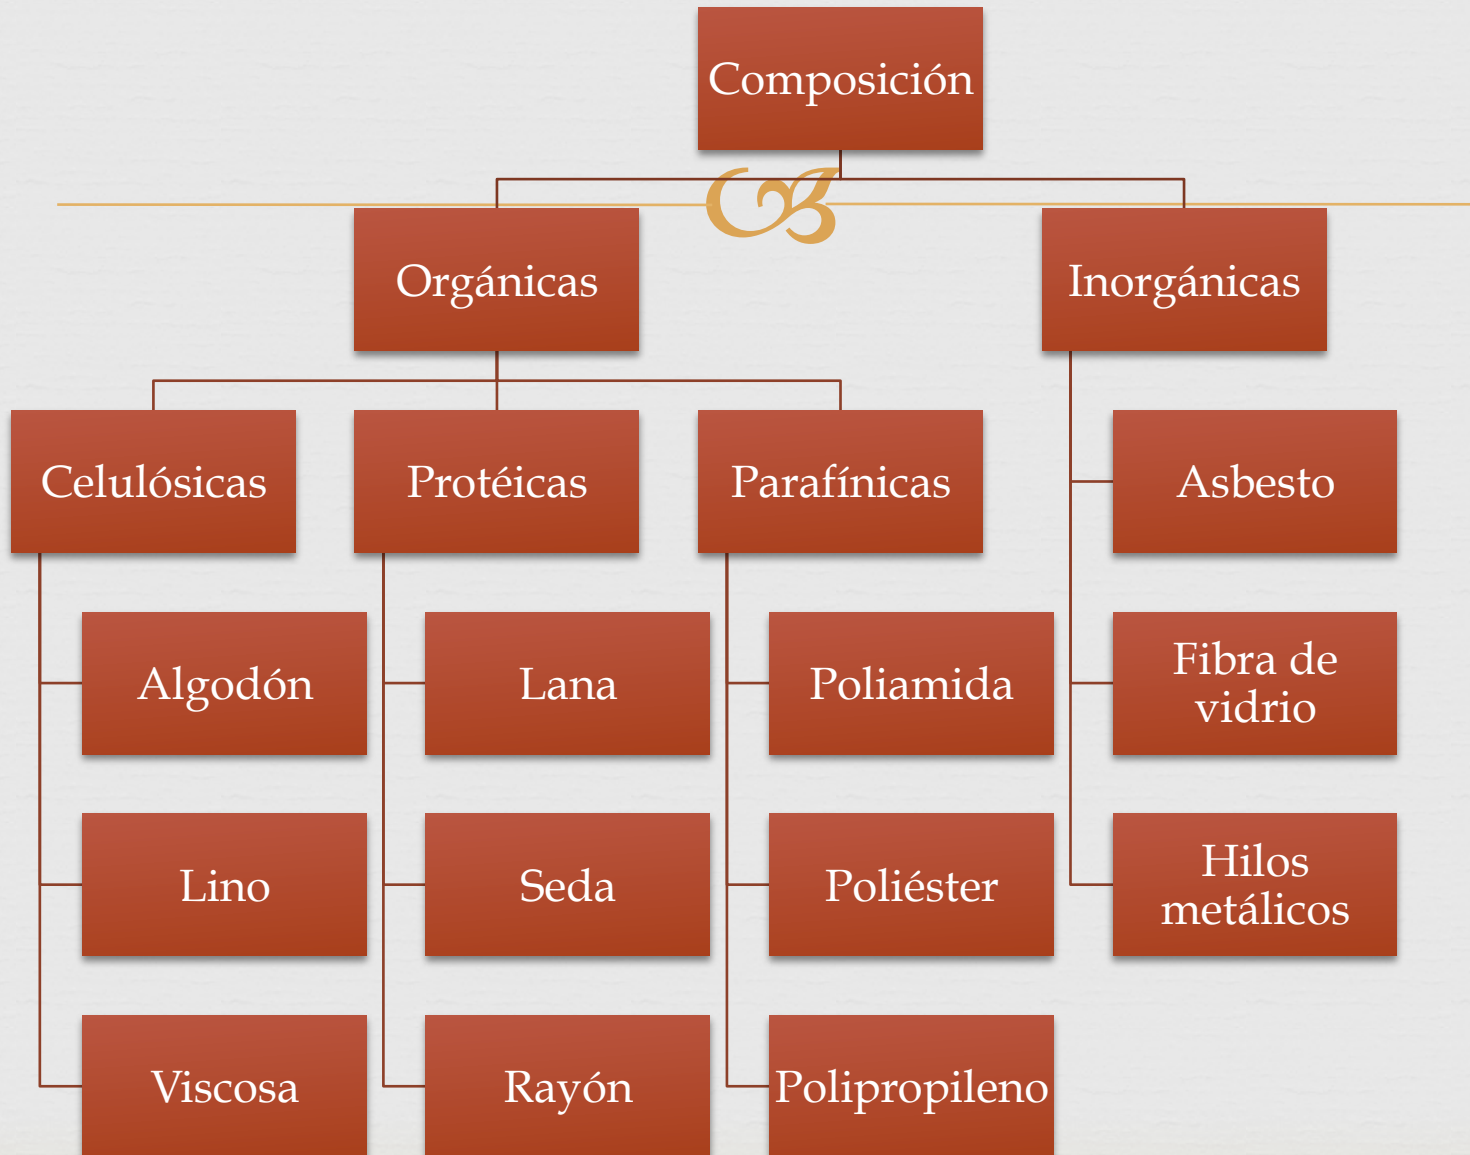 Composición
Orgánicas
Inorgánicas
Celulósicas
Protéicas
Parafínicas
Asbesto
Algodón
Lana
Poliamida
Fibra de
vidrio
Lino
Seda
Poliéster
Hilos
metálicos
Viscosa
Rayón
Polipropileno